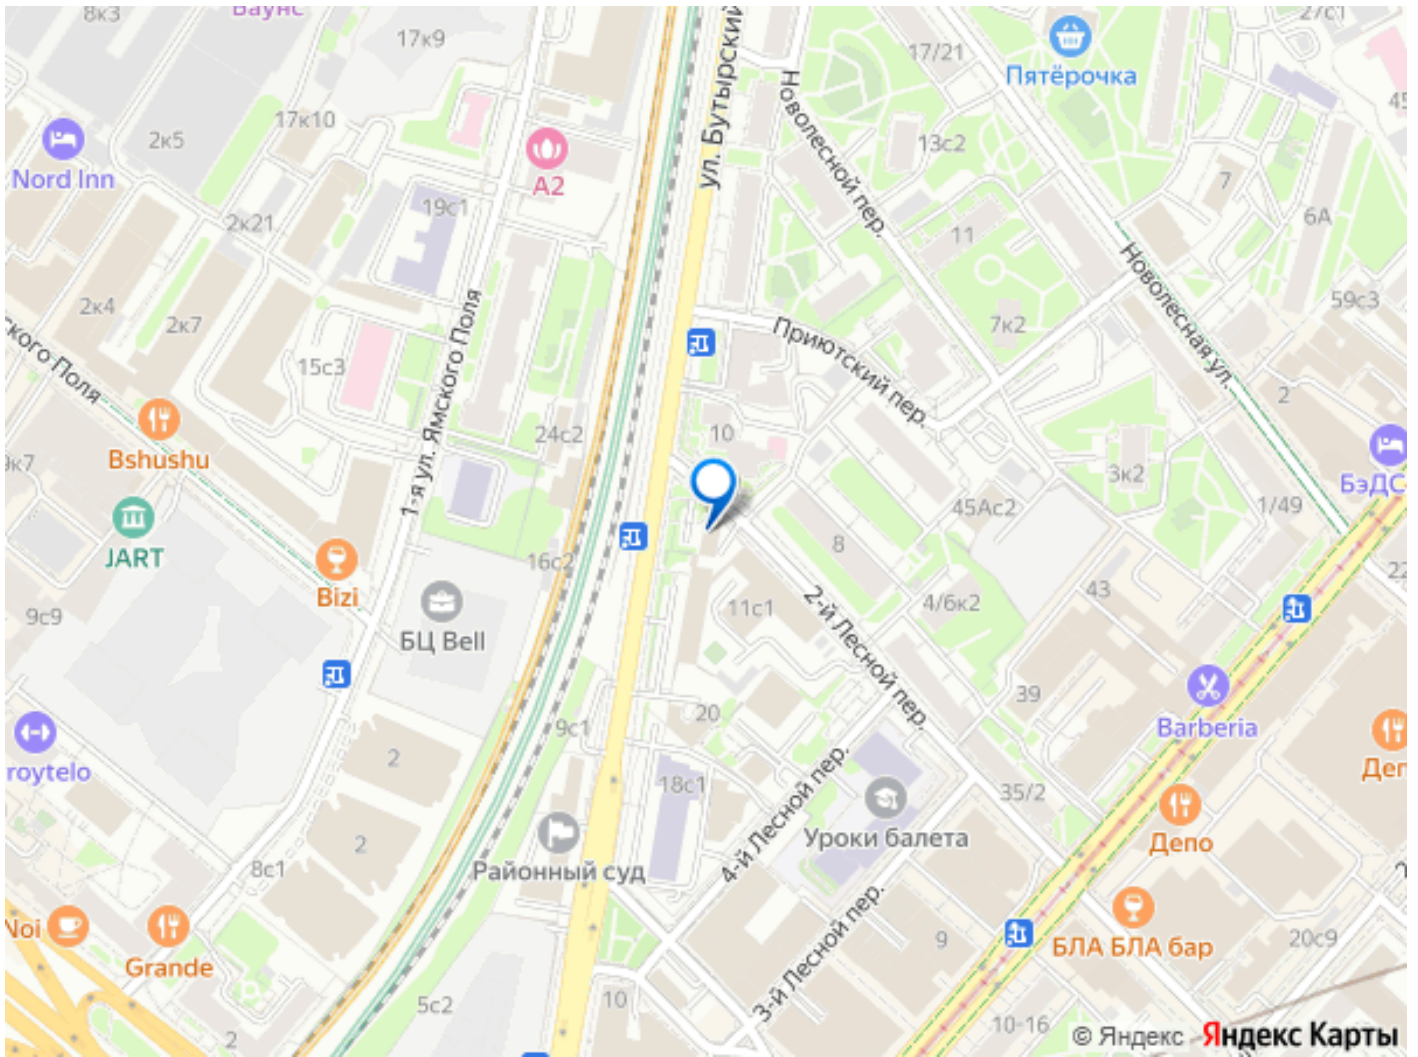 8к3
Баунс
17к9
27с1
17/21
Пятёрочка
ул. Бутырский
Новолесной пер.
17к10
2к5
Nord Inn
A2
13с2
7
19с1
2к21
11
6А
Новолесная ул.
2к4
2к7
59с3
7к2
ского Поля
1-я ул. Ямского Поля
Приютский пер.
15с3
2
Bshushu
24с2
10
3к2
9к7
БэДС
1/49
45Ас2
JART
8
16с2
Bizi
43
22
9с9
БЦ Bell
11с1
4/6к2
2-й Лесной пер.
39
Barberia
20
9с1
roytelo
2
18с1
4-й Лесной пер.
35/2
Деп
Уроки балета
Депо
2
8с1
Районный суд
3-й Лесной пер.
Noi
Grande
9
БЛА БЛА бар
20с9
5с2
10
10-16
2
© Яндекс Яндекс Карты